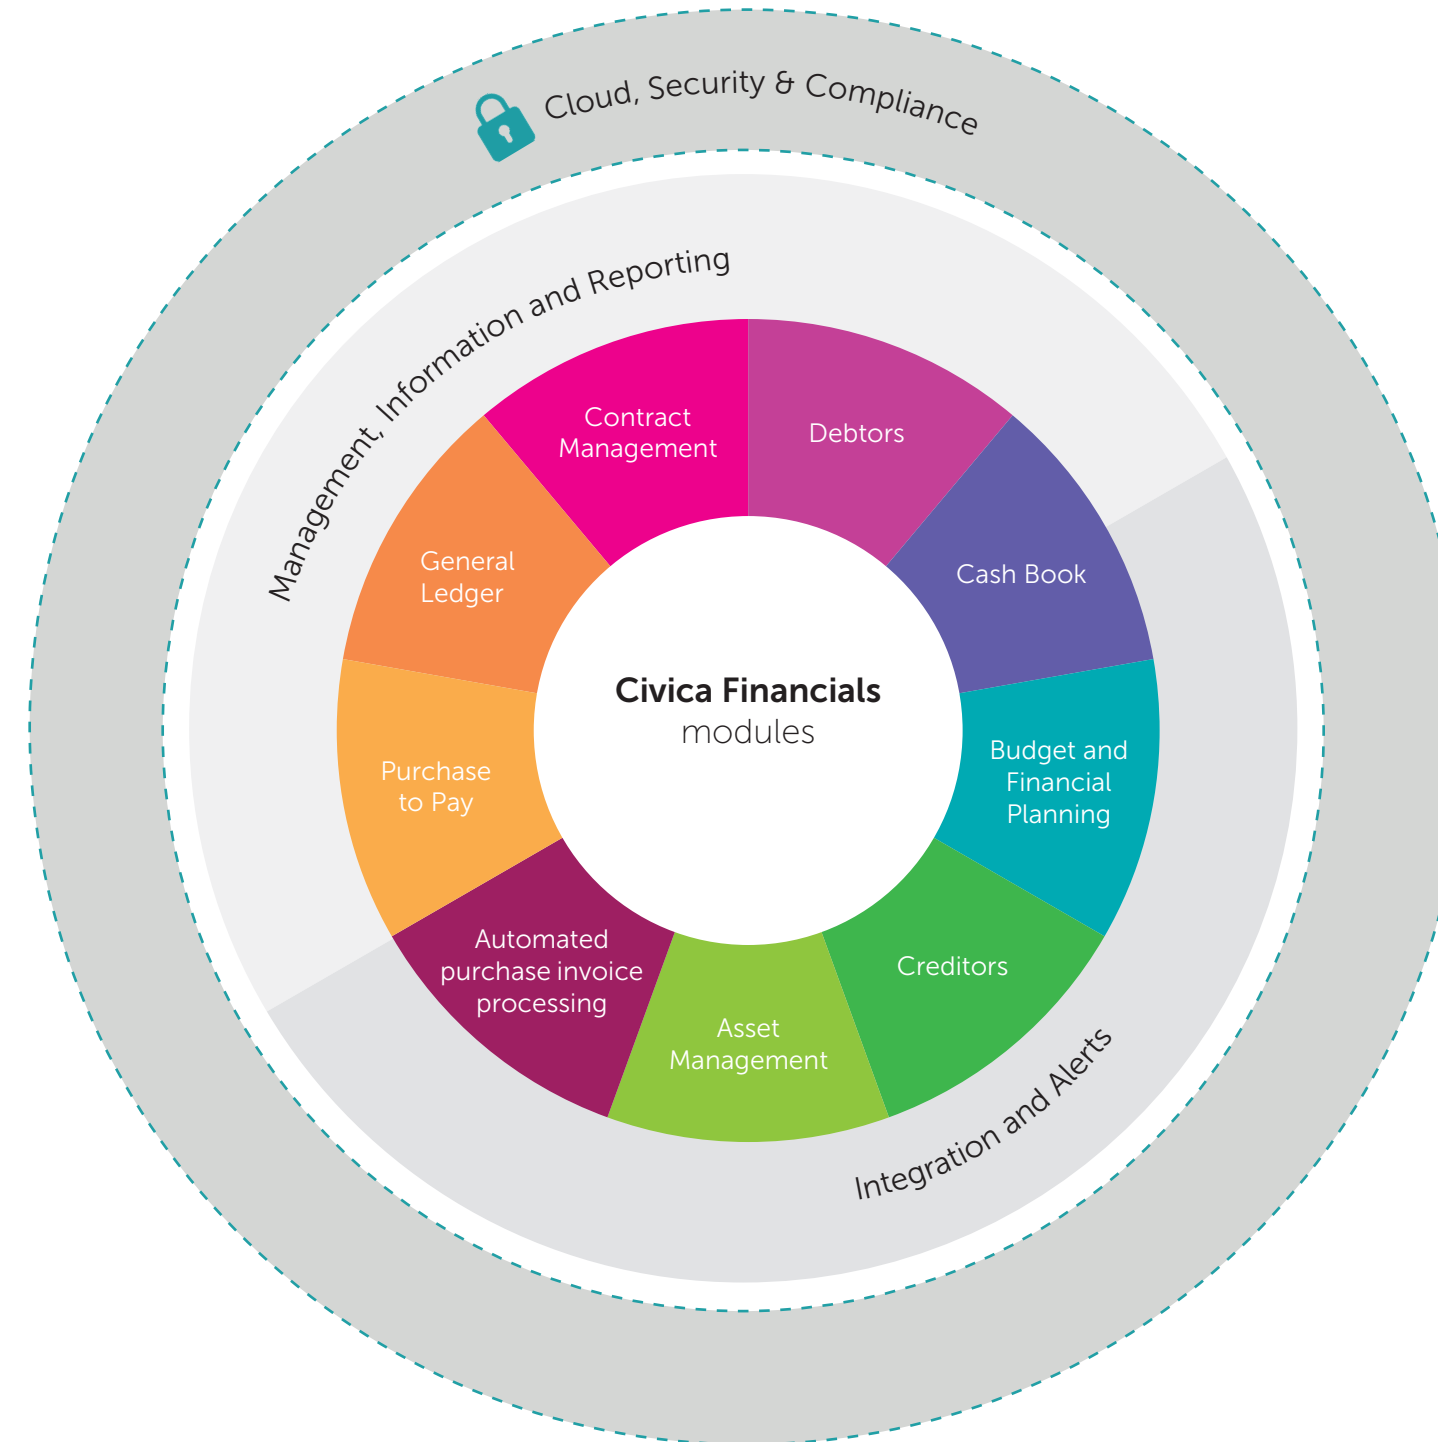 Cloud, Security & Compliance
Management, Information and Reporting
Contract
Management
Debtors
General
Ledger
Cash Book
Civica Financials
modules
Purchase
to Pay
Budget and
Financial
Planning
Automated
purchase invoice
processing
Creditors
Asset
Management
Integration and Alerts